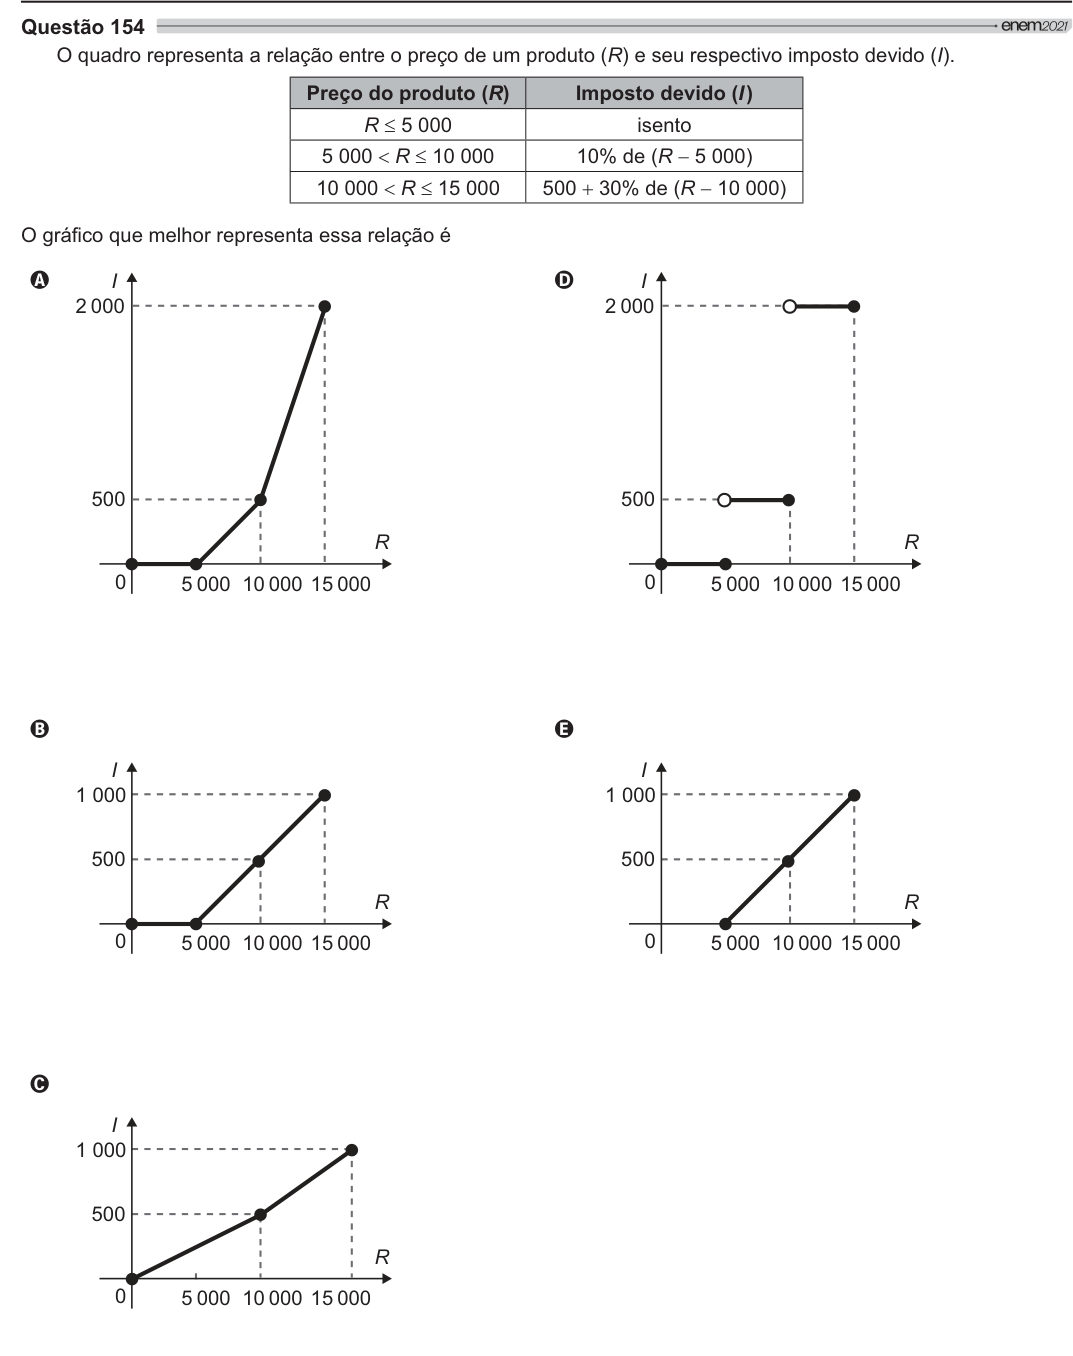 Questão 154
enem2021
O quadro representa a relação entre o preço de um produto (R) e seu respectivo imposto devido (I).
Preço do produto (R) Imposto devido (I)
R ≤ 5 000 isento
5 000 < R ≤ 10 000 10% de (R – 5 000)
10 000 < R ≤ 15 000 500 + 30% de (R – 10 000)
O gráfico que melhor representa essa relação é
A
I
2 000
500
R
0 5 000 10 000 15 000
D
I
2 000
500
R
0 5 000 10 000 15 000
B
I
1 000
500
R
0 5 000 10 000 15 000
E
I
1 000
500
R
0 5 000 10 000 15 000
C
I
1 000
500
R
0 5 000 10 000 15 000